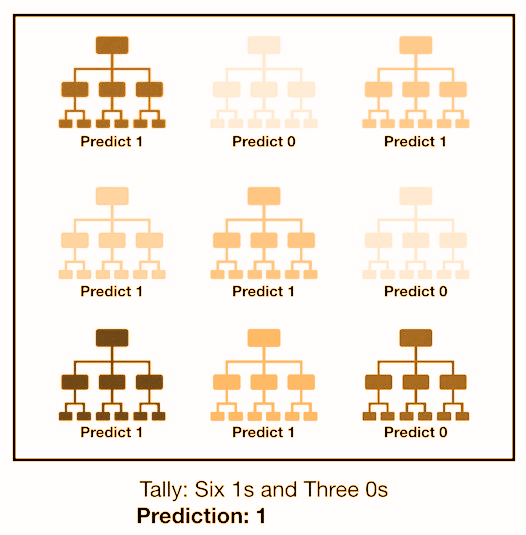 Predict 1 Predict 0 Predict 1
Predict 1 Predict 1 Predict 0
Predict 1 Predict 1 Predict 0
Tally: Six 1s and Three 0s
Prediction: 1